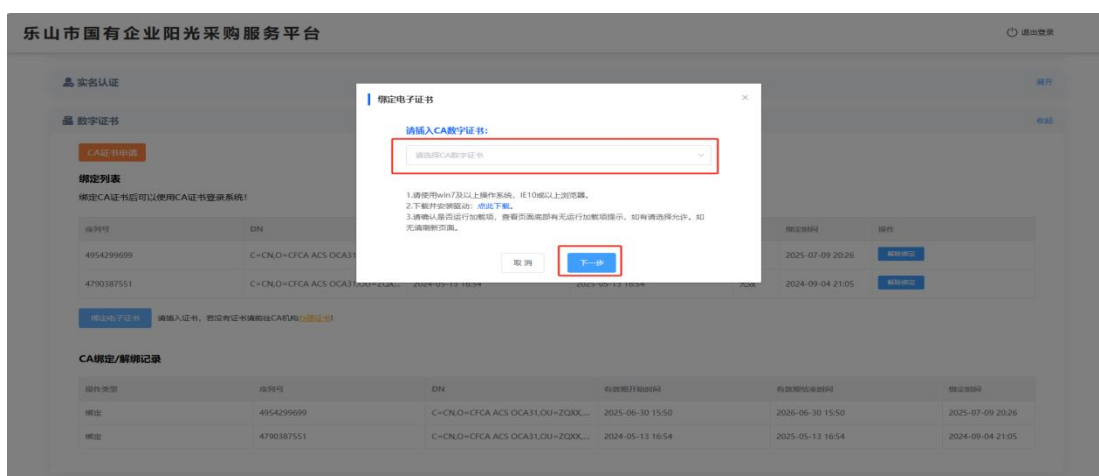 乐山市国有企业阳光采购服务平台
退出登录
实名认证
展开
绑定电子证书
数字证书
收起
请插入CA数字证书：
CA证书申请
请选择CA数字证书
绑定列表
绑定CA证书后可以使用CA证书登录系统！
1.请使用win7及以上操作系统，IE10或以上浏览器。
2.下载并安装驱动：点此下载。
3.请确认是否运行加载项，查看页面底部有无运行加载项提示，如有请选择允许。如
无请刷新页面。
序列号 DN 绑定时间 操作
4954299699 C=CN,O=CFCA ACS OCA31 2025-07-09 20:26 解除绑定
取消 下一步
4790387551 C=CN,O=CFCA ACS OCA31,OU=ZQX... 2024-05-13 16:54 2025-05-13 16:54 无效 2024-09-04 21:05 解除绑定
绑定电子证书 请插入证书，若没有证书请前往CA机构办理证书！
CA绑定/解绑记录
操作类型 序列号 DN 有效期开始时间 有效期结束时间 绑定时间
绑定 4954299699 C=CN,O=CFCA ACS OCA31,OU=ZQXX,... 2025-06-30 15:50 2026-06-30 15:50 2025-07-09 20:26
绑定 4790387551 C=CN,O=CFCA ACS OCA31,OU=ZQXX,... 2024-05-13 16:54 2025-05-13 16:54 2024-09-04 21:05